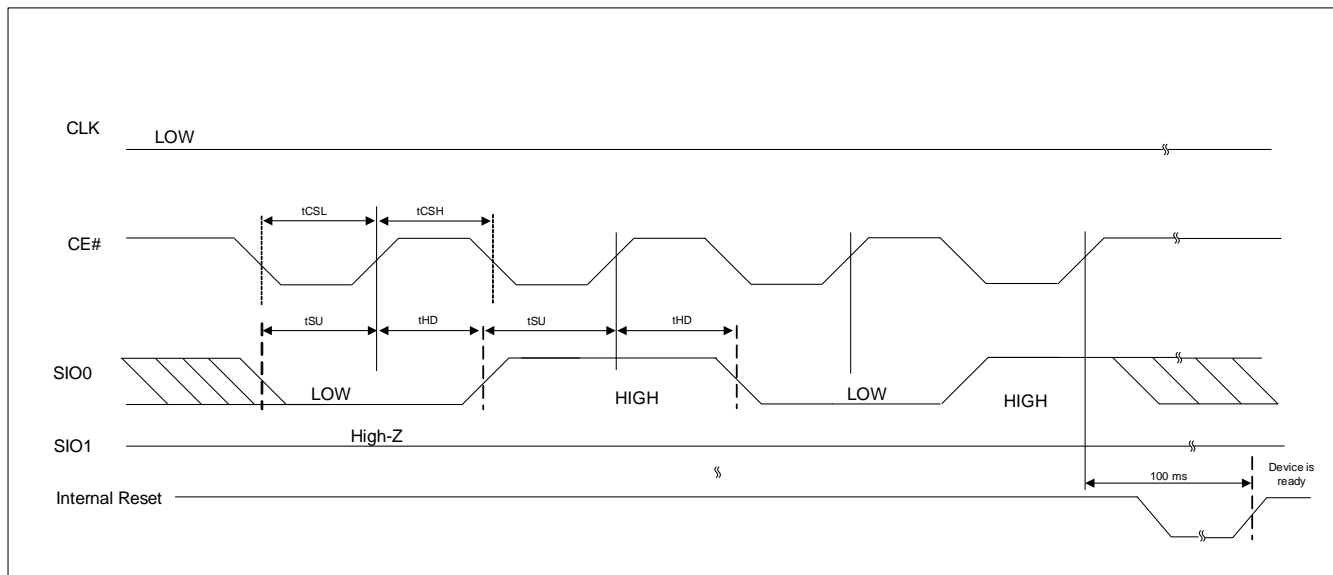 CLK
LOW
tCSL
tCSH
CE#
tSU
tHD
tSU
tHD
SIO0
LOW
HIGH
LOW
HIGH
High-Z
SIO1
100 ms
Device is
ready
Internal Reset